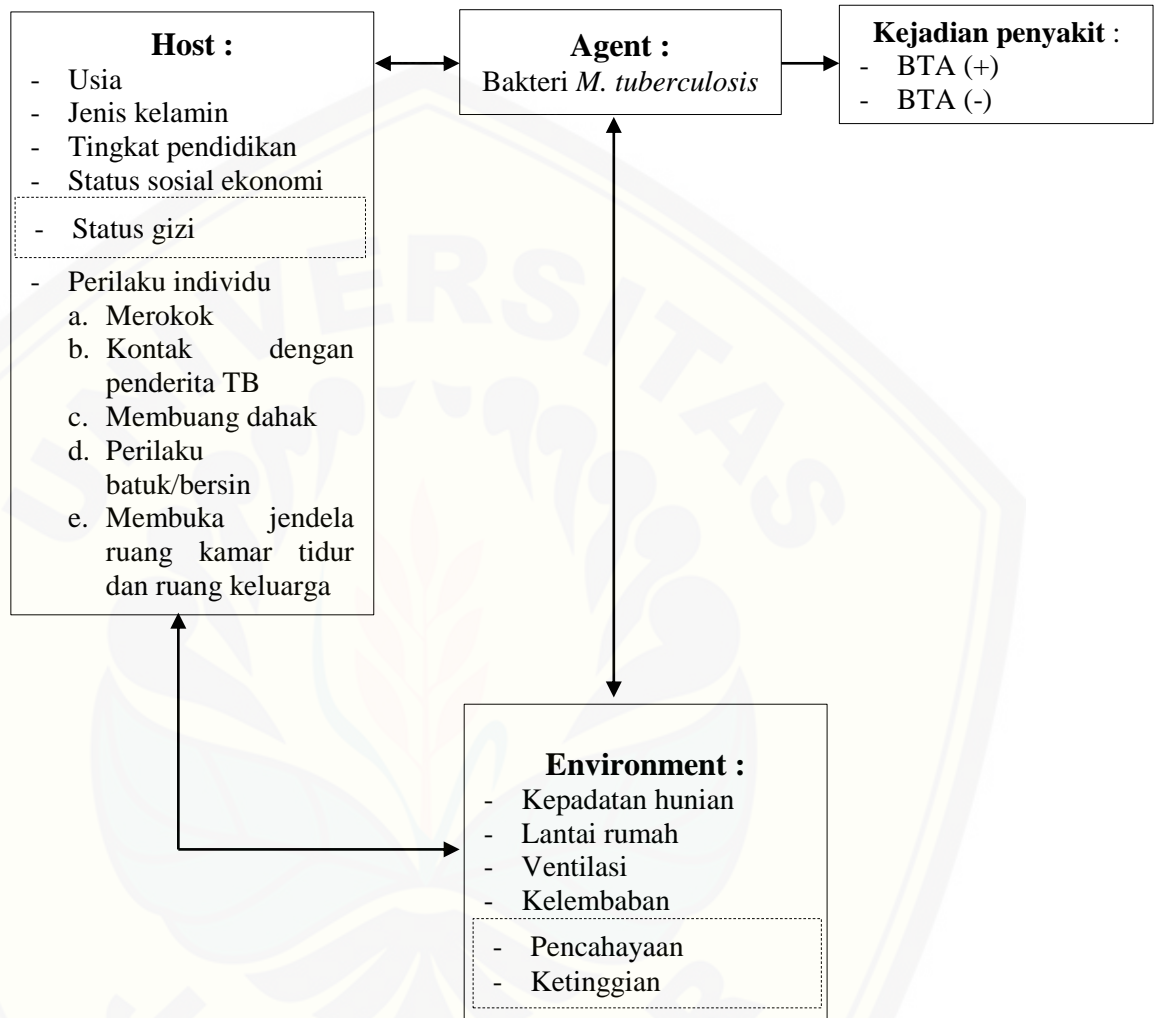 Host :
- Usia
- Jenis kelamin
- Tingkat pendidikan
- Status sosial ekonomi
- Status gizi
- Perilaku individu
a. Merokok
b. Kontak dengan
penderita TB
c. Membuang dahak
d. Perilaku
batuk/bersin
e. Membuka jendela
ruang kamar tidur
dan ruang keluarga
Agent :
Bakteri M. tuberculosis
Kejadian penyakit :
- BTA (+)
- BTA (-)
Environment :
- Kepadatan hunian
- Lantai rumah
- Ventilasi
- Kelembaban
- Pencahayaan
- Ketinggian
UNIVERSITAS